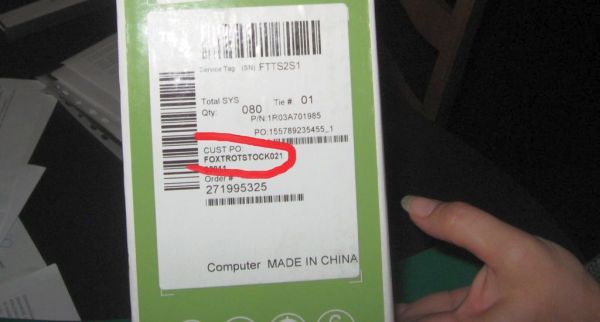 Service Tag (SN) FTTS2S1
Total SYS Qty: 080 Tie # 01
P/N:1R03A701985
PO:155789235455_1
CUST PO:
FOXTROTSTOCK021
Order #
271995325
Computer MADE IN CHINA